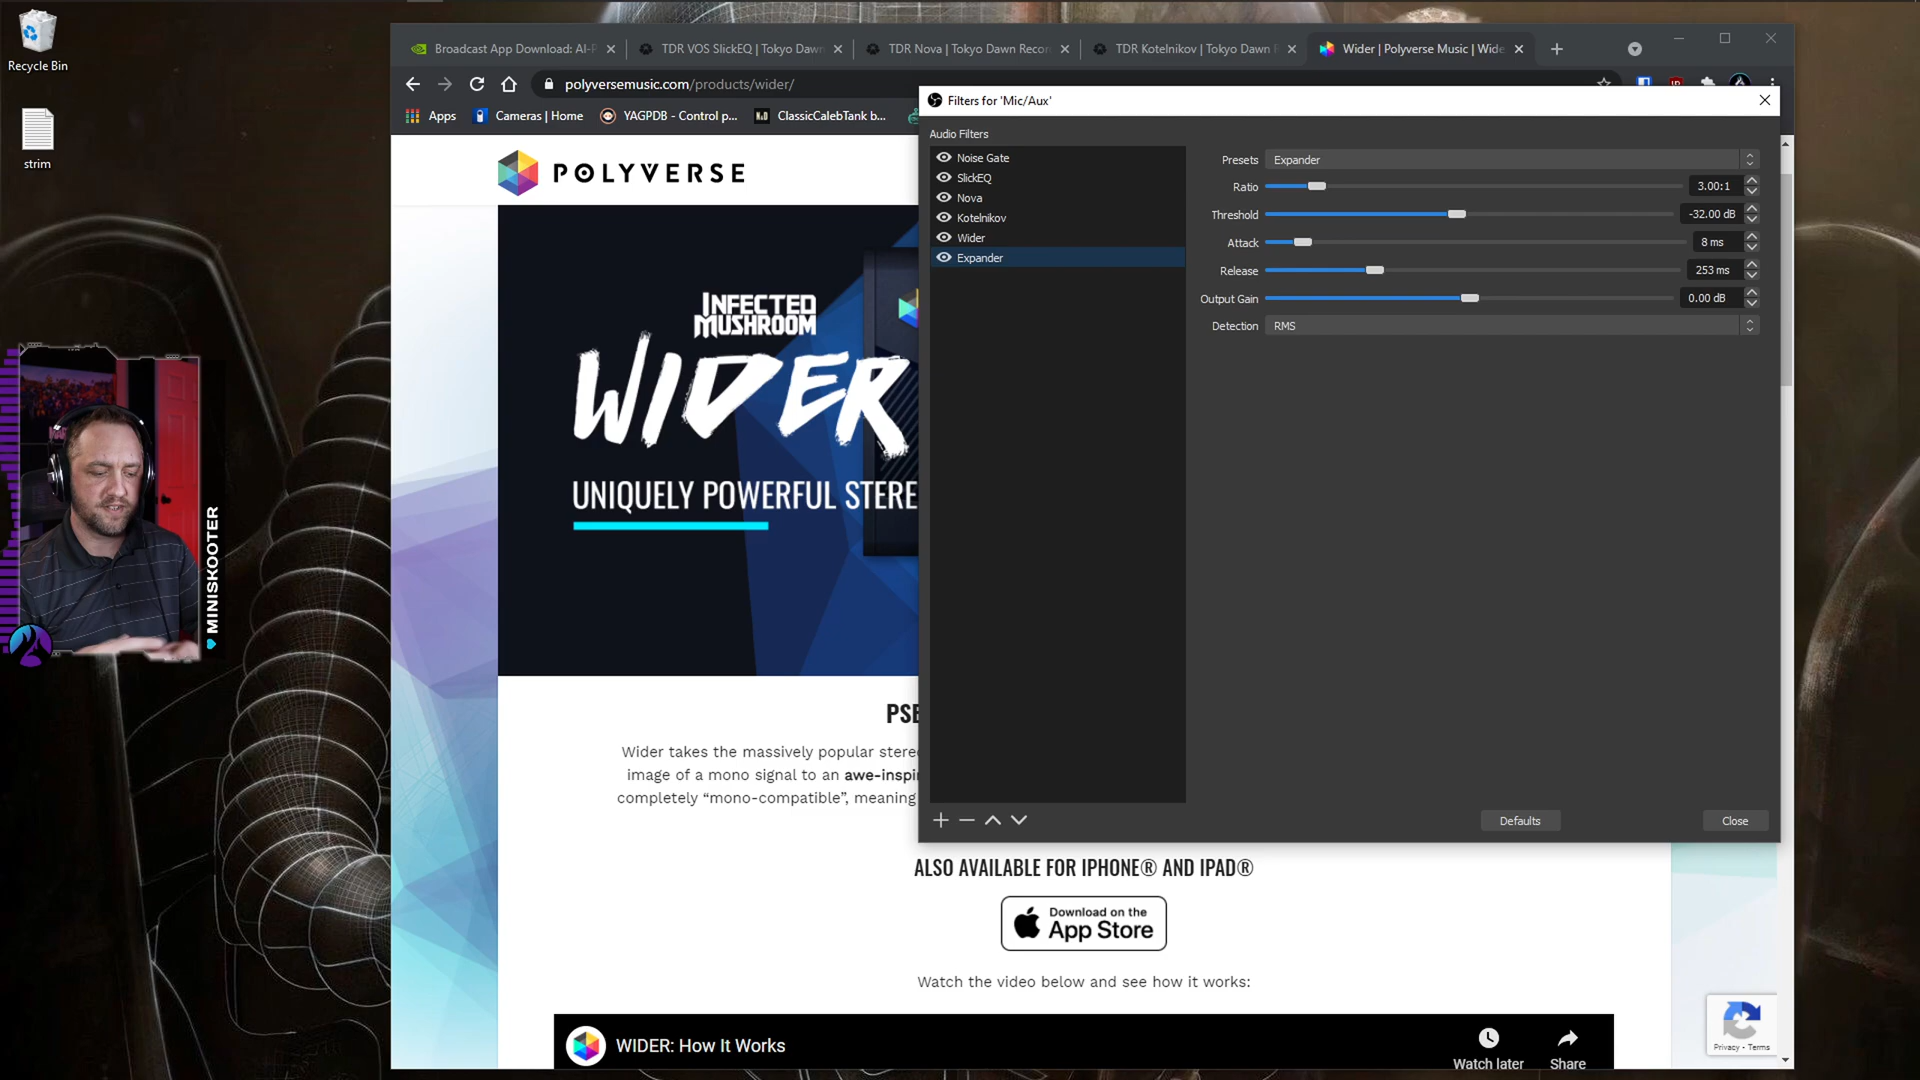 Recycle Bin
strim
MINISKOOTER
Broadcast App Download: AI-P
TDR VOS SlickEQ | Tokyo Dawn
TDR Nova | Tokyo Dawn Recor
TDR Kotelnikov | Tokyo Dawn R
Wider | Polyverse Music | Wide
polyversemusic.com/products/wider/
Apps
Cameras | Home
YAGPDB - Control p...
ClassicCalebTank b...
POLYVERSE
INFECTED
MUSHROOM
WIDER
UNIQUELY POWERFUL STERE
PSE
Wider takes the massively popular stere
image of a mono signal to an awe-inspi
completely “mono-compatible”, meaning
ALSO AVAILABLE FOR IPHONE® AND IPAD®
Download on the
App Store
Watch the video below and see how it works:
WIDER: How It Works
Watch later
Share
Privacy - Terms
Filters for 'Mic/Aux'
Audio Filters
Noise Gate
SlickEQ
Nova
Kotelnikov
Wider
Expander
Presets Expander
Ratio 3.00:1
Threshold -32.00 dB
Attack 8 ms
Release 253 ms
Output Gain 0.00 dB
Detection RMS
Defaults
Close